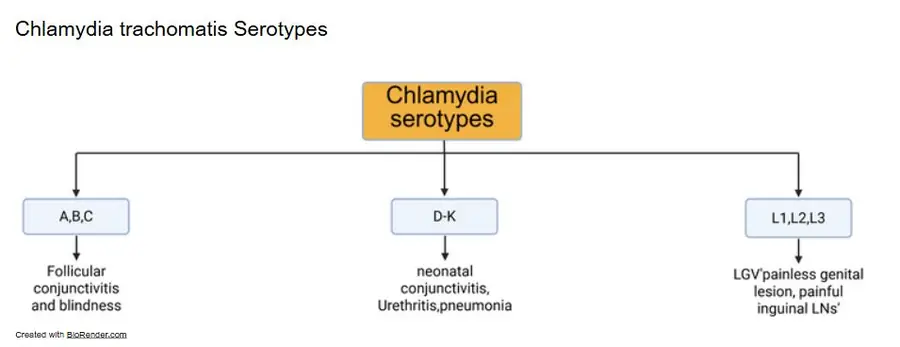 Chlamydia trachomatis Serotypes
Chlamydia
serotypes
A,B,C
D-K
L1,L2,L3
Follicular
conjunctivitis
and blindness
neonatal
conjunctivitis,
Urethritis,pneumonia
LGV'painless genital
lesion, painful
inguinal LNs'
Created with BioRender.com